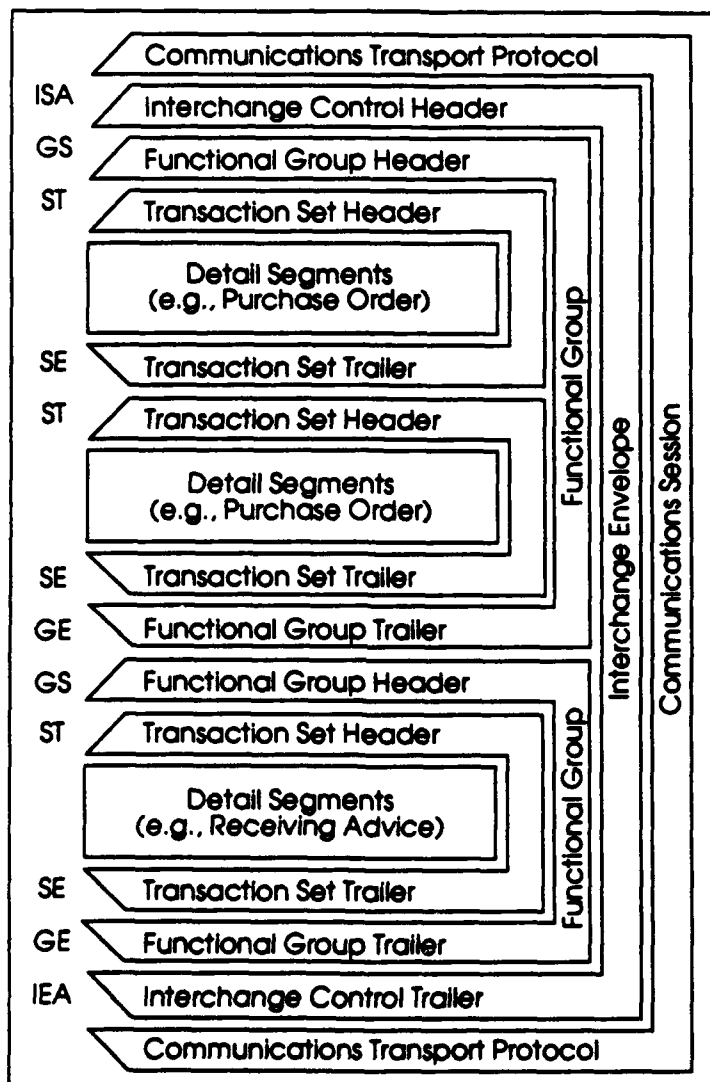 Communications Transport Protocol
ISA Interchange Control Header
GS Functional Group Header
ST Transaction Set Header
Detail Segments
(e.g., Purchase Order)
SE Transaction Set Trailer
ST Transaction Set Header
Detail Segments
(e.g., Purchase Order)
SE Transaction Set Trailer
GE Functional Group Trailer
GS Functional Group Header
ST Transaction Set Header
Detail Segments
(e.g., Receiving Advice)
SE Transaction Set Trailer
GE Functional Group Trailer
IEA Interchange Control Trailer
Communications Transport Protocol
Functional Group
Functional Group
Interchange Envelope
Communications Session